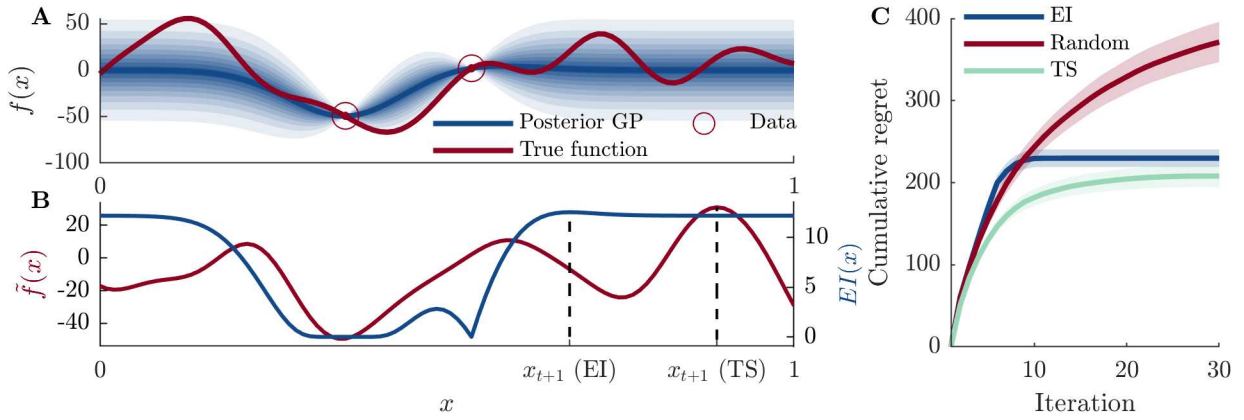 A
50
0
-50
-100
f(x)
Posterior GP
Data
True function
0
1
B
20
0
-20
-40
f̃(x)
10
5
0
EI(x)
0
x_{t+1} (EI)
x_{t+1} (TS)
1
x
C
400
300
200
100
0
Cumulative regret
EI
Random
TS
10
20
30
Iteration